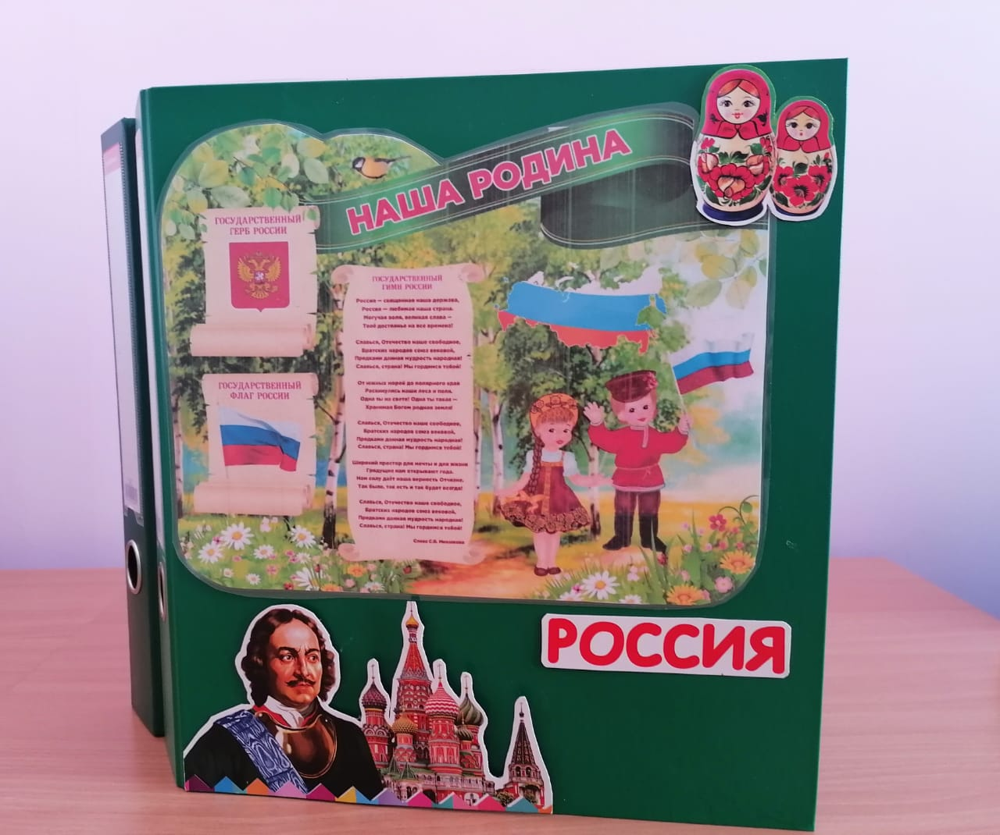 НАША РОДИНА
ГОСУДАРСТВЕННЫЙ
ГЕРБ РОССИИ
ГОСУДАРСТВЕННЫЙ
ФЛАГ РОССИИ
ГОСУДАРСТВЕННЫЙ
ГИМН РОССИИ
Россия — священная наша держава,
Россия — любимая наша страна.
Могучая воля, великая слава —
Твоё достоянье на все времена!
Славься, Отечество наше свободное,
Братских народов союз вековой,
Предками данная мудрость народная!
Славься, страна! Мы гордимся тобой!
От южных морей до полярного края
Раскинулись наши леса и поля.
Одна ты на свете! Одна ты такая —
Хранимая Богом родная земля!
Славься, Отечество наше свободное,
Братских народов союз вековой,
Предками данная мудрость народная!
Славься, страна! Мы гордимся тобой!
Широкий простор для мечты и для жизни
Грядущие нам открывают года.
Нам силу даёт наша верность Отчизне.
Так было, так есть и так будет всегда!
Славься, Отечество наше свободное,
Братских народов союз вековой,
Предками данная мудрость народная!
Славься, страна! Мы гордимся тобой!
Слова С.В. Михалкова
РОССИЯ